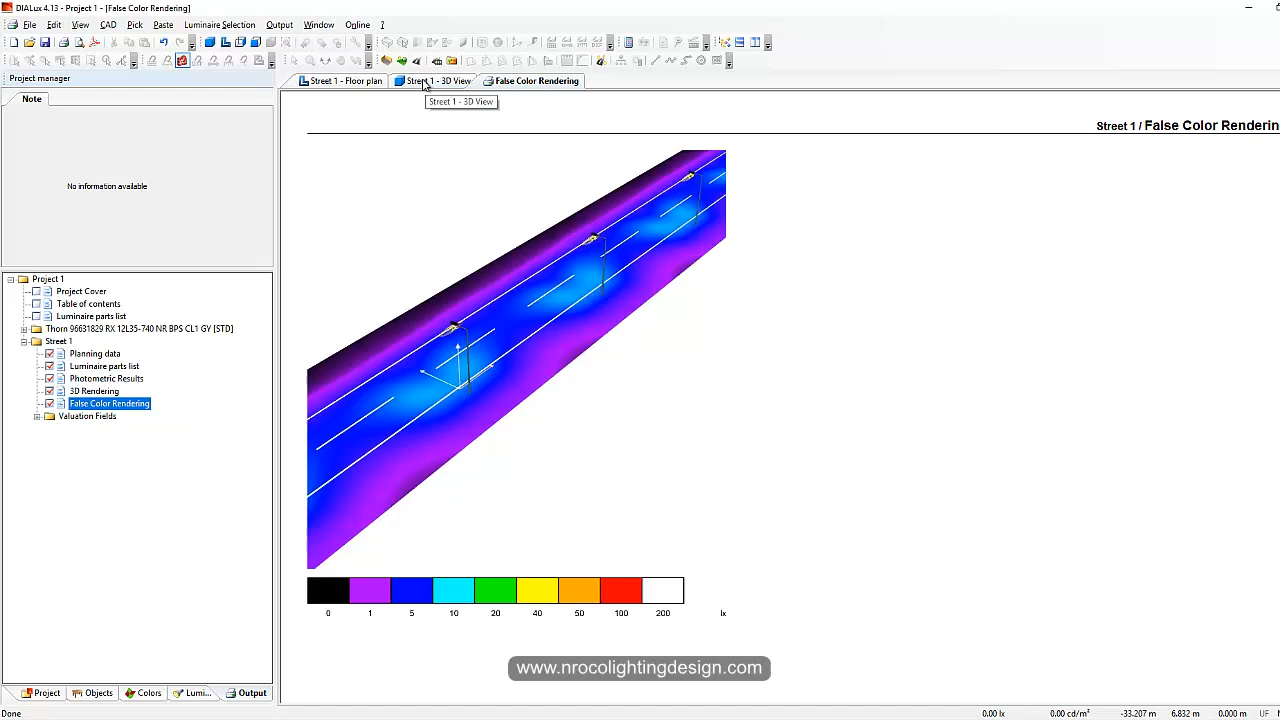 DIALux 4.13 - Project 1 - [False Color Rendering]
File Edit View CAD Pick Paste Luminaire Selection Output Window Online ?
Project manager
Street 1 - Floor plan Street 1 - 3D View False Color Rendering
Note
Street 1 - 3D View
Street 1 / False Color Renderin
No information available
Project 1
Project Cover
Table of contents
Luminaire parts list
Thorn 96631829 RX 12L35-740 NR BPS CL1 GY [STD]
Street 1
Planning data
Luminaire parts list
Photometric Results
3D Rendering
False Color Rendering
Valuation Fields
0 1 5 10 20 40 50 100 200 lx
www.nrocolightingdesign.com
Project Objects Colors Lumi... Output
Done 0.00 lx 0.00 cd/m² -33.207 m 6.832 m 0.000 m UF